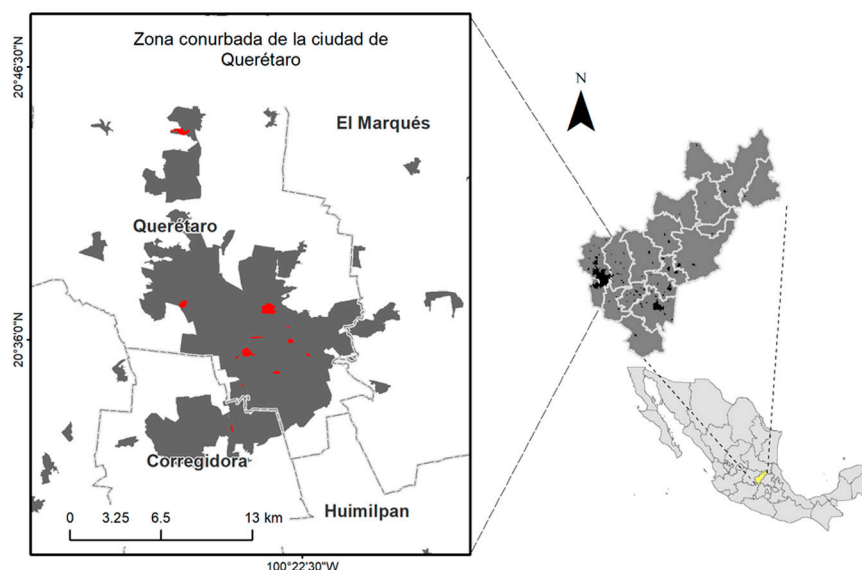 Zona conurbada de la ciudad de
Querétaro
20°46'30"N
El Marqués
Querétaro
20°36'0"N
Corregidora
Huimilpan
0 3.25 6.5 13 km
100°22'30"W
N